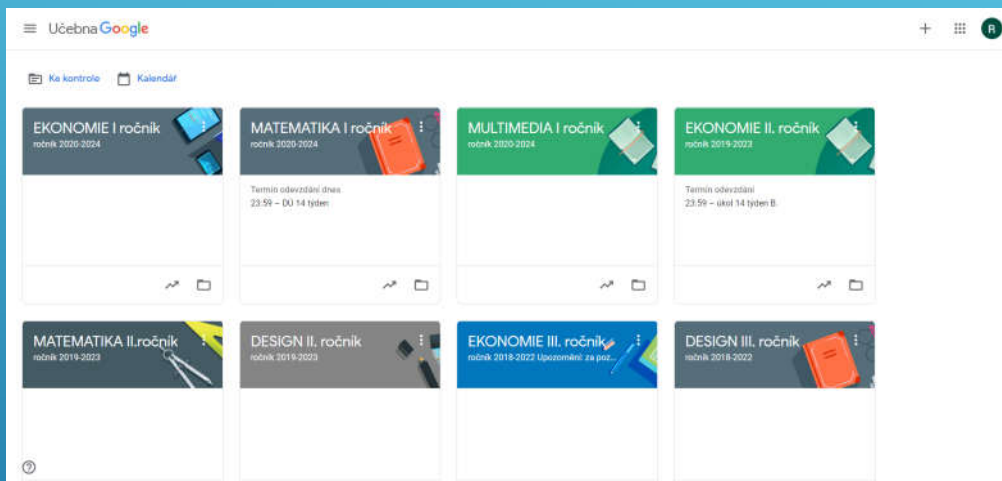 Učebna Google
R
Ke kontrole Kalendář
EKONOMIE I ročník
ročník 2020-2024
MATEMATIKA I ročník
ročník 2020-2024
Termín odevzdání dnes
23:59 – DÚ 14 týden
MULTIMEDIA I ročník
ročník 2020-2024
EKONOMIE II. ročník
ročník 2019-2023
Termín odevzdání
23:59 – úkol 14 týden B.
MATEMATIKA II.ročník
ročník 2019-2023
DESIGN II. ročník
ročník 2019-2023
EKONOMIE III. ročník
ročník 2018-2022 Upozornění: za poz...
DESIGN III. ročník
ročník 2018-2022